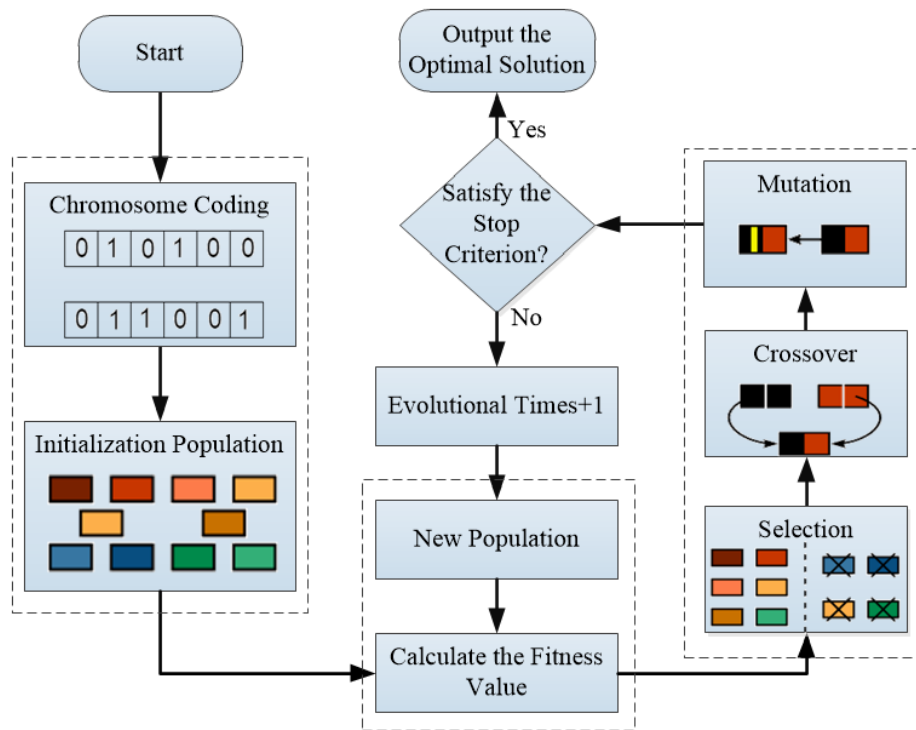 Start
Chromosome Coding
0 1 0 1 0 0
0 1 1 0 0 1
Initialization Population
Output the
Optimal Solution
Yes
Satisfy the
Stop
Criterion?
No
Evolutional Times+1
New Population
Calculate the Fitness
Value
Mutation
Crossover
Selection